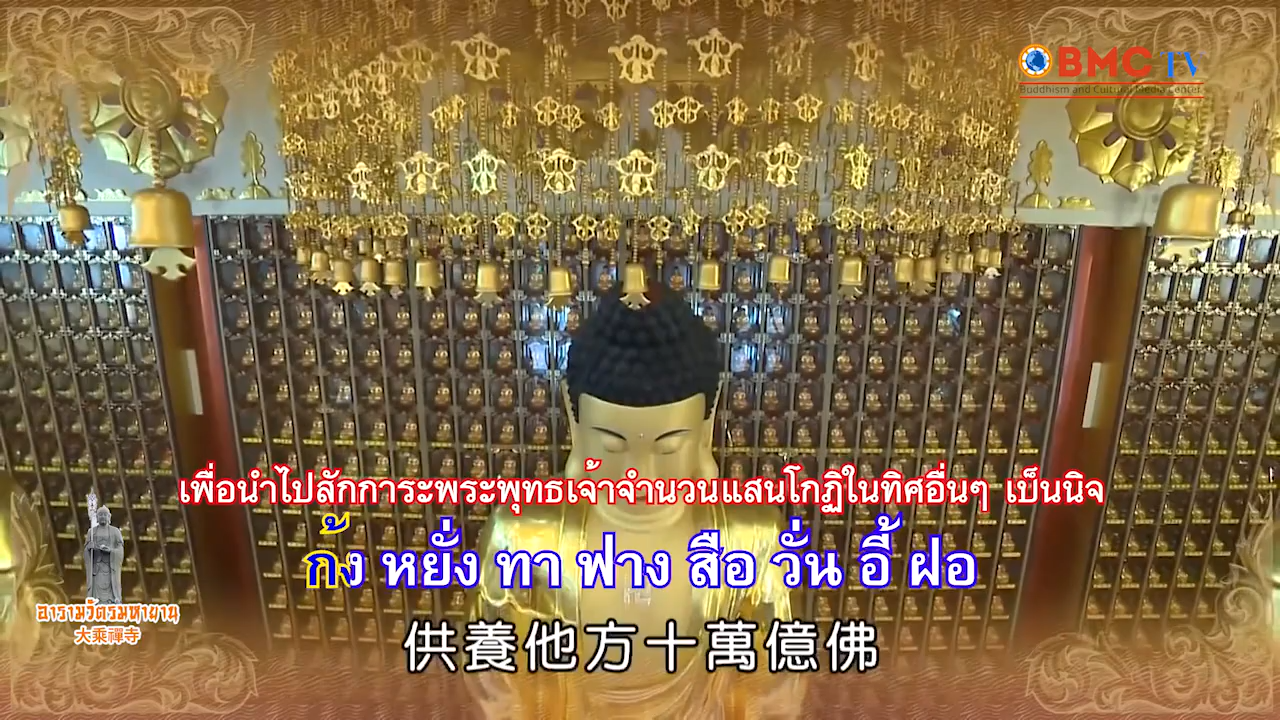 BMC TV
Buddhism and Cultural Media Center
เพื่อนำไปสักการะพระพุทธเจ้าจำนวนแสนโกฏิในทิศอื่นๆ เป็นนิจ
ก้ง หยั่ง ทา ฟาง สือ วั่น อี้ ฝอ
供養他方十萬億佛
อารามวัตรมหายาน
大乘禪寺